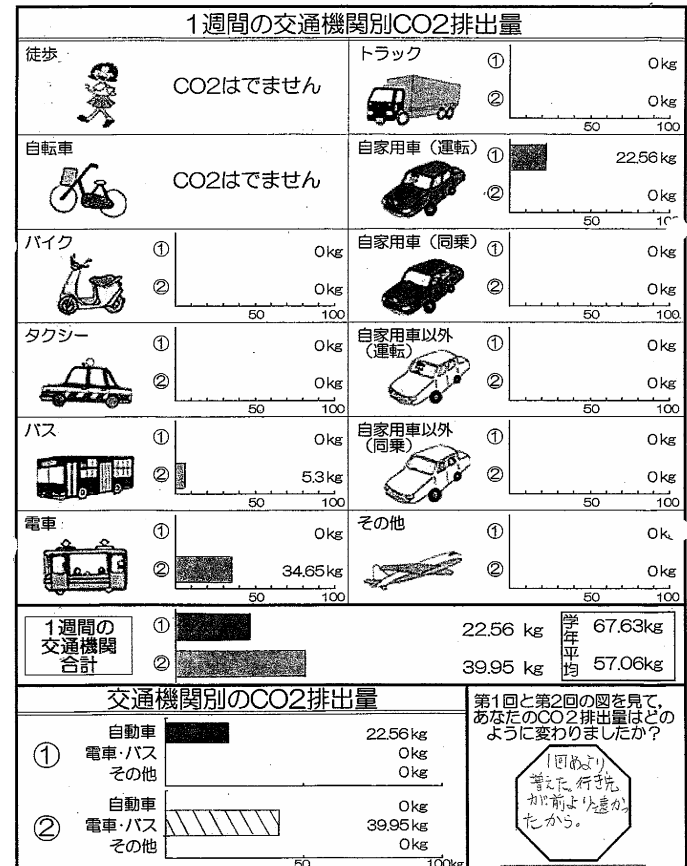 1週間の交通機関別CO2排出量
徒歩
CO2はでません
自転車
CO2はでません
バイク
① 0kg
② 0kg
50 100
タクシー
① 0kg
② 0kg
50 100
バス
① 0kg
② 5.3kg
50 100
電車
① 0kg
② 34.65kg
50 100
トラック
① 0kg
② 0kg
50 100
自家用車(運転)
① 22.56kg
② 0kg
50
自家用車(同乗)
① 0kg
② 0kg
50 100
自家用車以外
(運転)
① 0kg
② 0kg
50 100
自家用車以外
(同乗)
① 0kg
② 0kg
50 100
その他
① 0k
② 0kg
50 100
1週間の
交通機関
合計
① 22.56 kg
② 39.95 kg
学年平均
67.63kg
57.06kg
交通機関別のCO2排出量
①
自動車 22.56kg
電車・バス 0kg
その他 0kg
②
自動車 0kg
電車・バス 39.95kg
その他 0kg
50 100kg
第1回と第2回の図を見て,
あなたのCO2排出量はどの
ように変わりましたか?
1回めより
増えた。行き先
が前より遠かっ
たから。